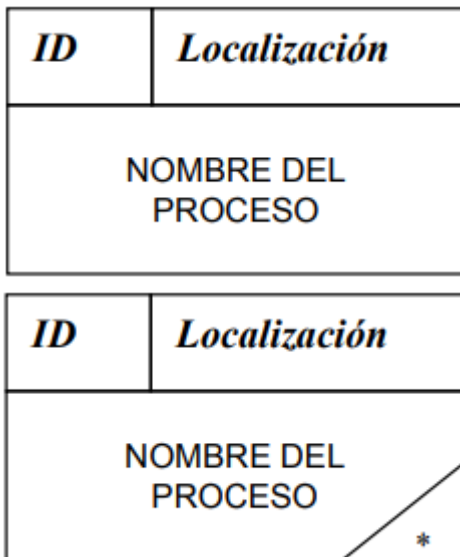 ID Localización
NOMBRE DEL
PROCESO
ID Localización
NOMBRE DEL
PROCESO
*